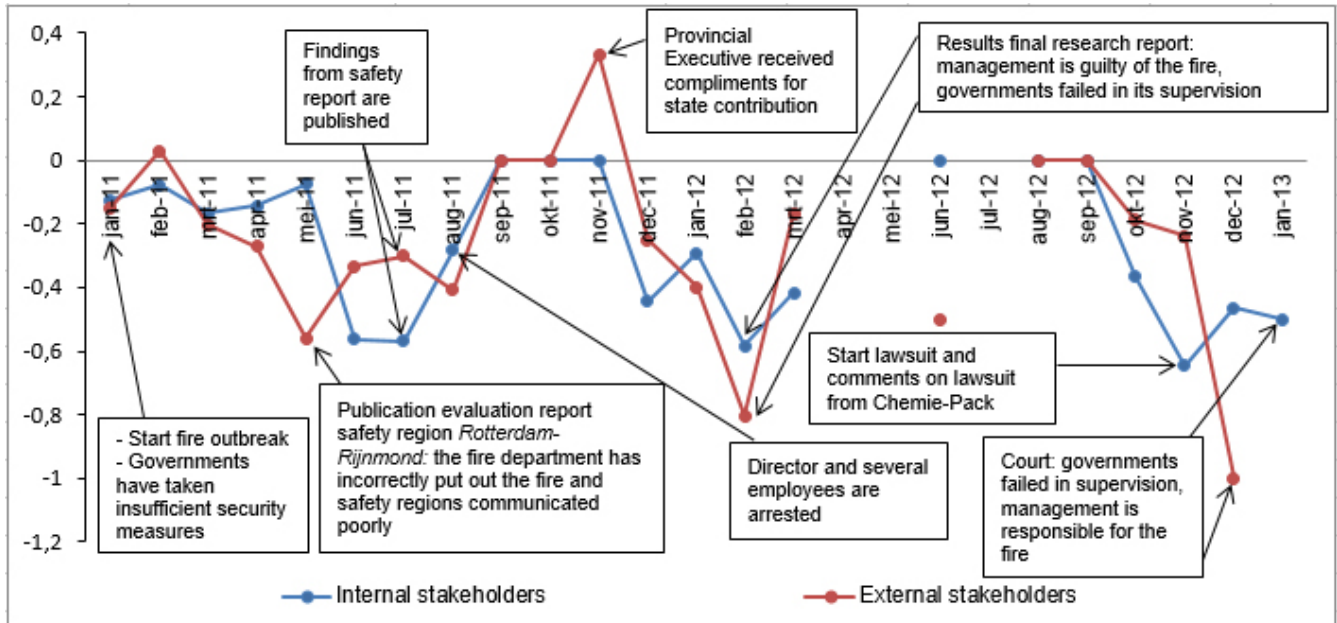 0,4
0,2
0
-0,2
-0,4
-0,6
-0,8
-1
-1,2
Findings
from safety
report are
published
Provincial
Executive received
compliments for
state contribution
Results final research report:
management is guilty of the fire,
governments failed in its supervision
jan-11
feb-11
mrt-11
apr-11
mei-11
jun-11
jul-11
aug-11
sep-11
okt-11
nov-11
dec-11
jan-12
feb-12
mrt-12
apr-12
mei-12
jun-12
jul-12
aug-12
sep-12
okt-12
nov-12
dec-12
jan-13
- Start fire outbreak
- Governments
have taken
insufficient security
measures
Publication evaluation report
safety region Rotterdam-
Rijnmond: the fire department has
incorrectly put out the fire and
safety regions communicated
poorly
Director and several
employees are
arrested
Start lawsuit and
comments on lawsuit
from Chemie-Pack
Court: governments
failed in supervision,
management is
responsible for the
fire
Internal stakeholders
External stakeholders